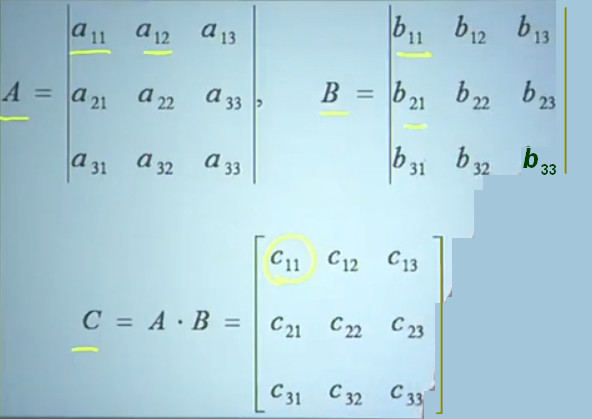 a₁₁ a₁₂ a₁₃ b₁₁ b₁₂ b₁₃
A = a₂₁ a₂₂ a₃₃ , B = b₂₁ b₂₂ b₂₃
a₃₁ a₃₂ a₃₃ b₃₁ b₃₂ b₃₃
c₁₁ c₁₂ c₁₃
C = A · B = c₂₁ c₂₂ c₂₃
c₃₁ c₃₂ c₃₃